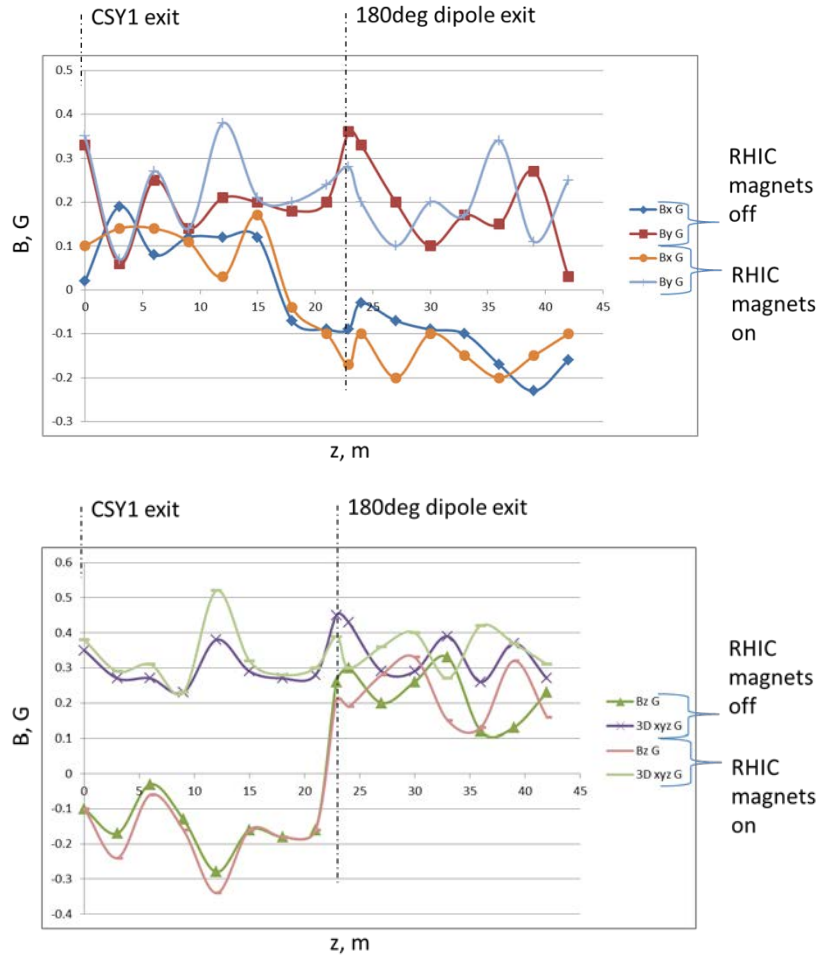 CSY1 exit
180deg dipole exit
0.5
0.4
0.3
0.2
0.1
0
-0.1
-0.2
-0.3
0
5
10
15
20
25
30
35
40
45
B, G
z, m
Bx G
By G
Bx G
By G
RHIC
magnets
off
RHIC
magnets
on
CSY1 exit
180deg dipole exit
0.6
0.5
0.4
0.3
0.2
0.1
0
-0.1
-0.2
-0.3
-0.4
0
5
10
15
20
25
30
35
40
45
B, G
z, m
Bz G
3D xyz G
Bz G
3D xyz G
RHIC
magnets
off
RHIC
magnets
on